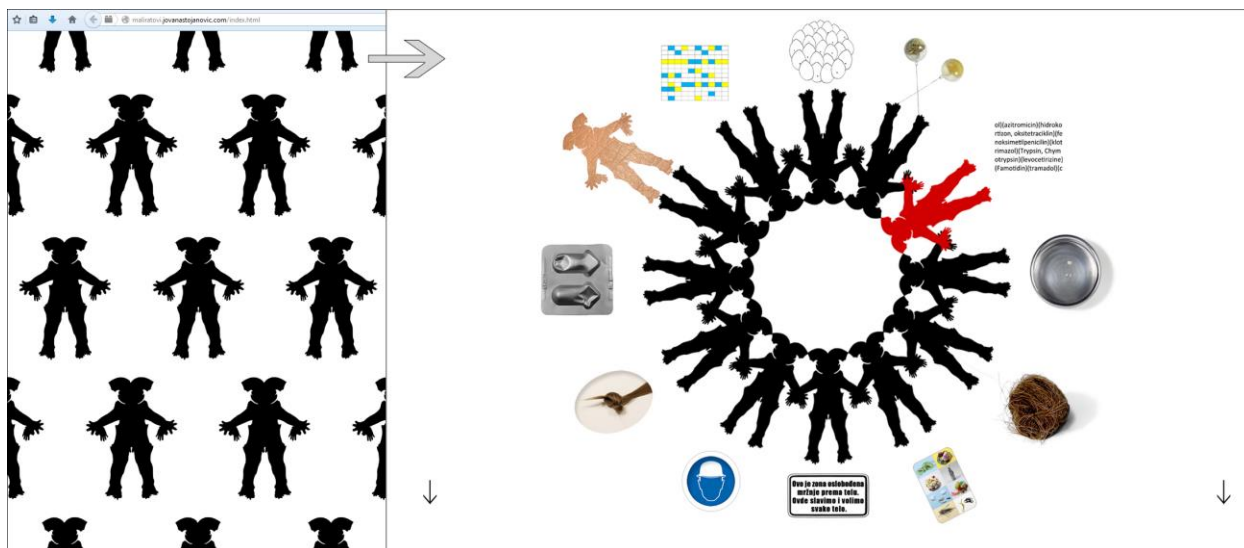 maliratovi.jovanastojanovic.com/index.html
ol)(azitromicin)(hidroko
rtizon, oksitetraciklin)(fe
noksimetilpenicilin)(klot
rimazol)(Trypsin, Chym
otrypsin)(levocetirizine)
(Famotidin)(tramadol)(c
Ovo je zona oslobođena
mržnje prema telu.
Ovde slavimo i volimo
svako telo.